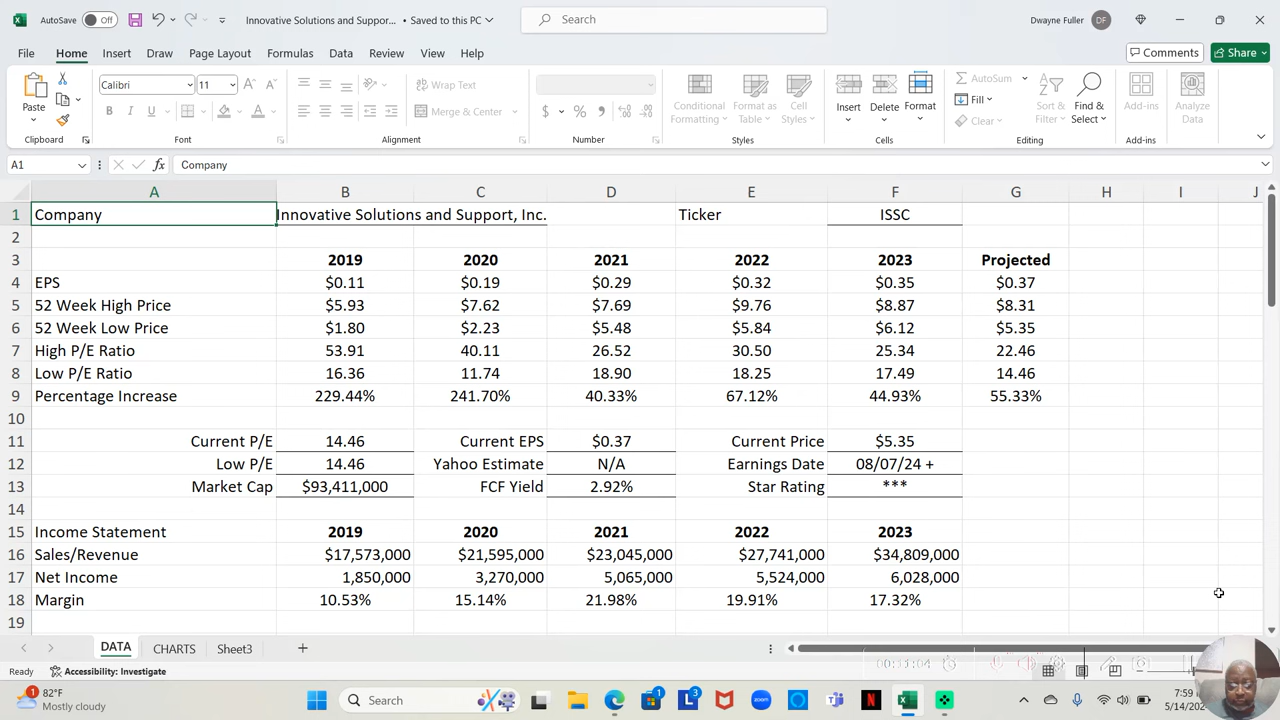 AutoSave Off Innovative Solutions and Suppor... • Saved to this PC Search Dwayne Fuller DF
File Home Insert Draw Page Layout Formulas Data Review View Help Comments Share
Paste Calibri 11 Wrap Text Merge & Center Conditional Formatting Format as Table Cell Styles Insert Delete Format AutoSum Fill Clear Sort & Filter Find & Select Add-ins Analyze Data
Clipboard Font Alignment Number Styles Cells Editing Add-ins
A1 fx Company
A B C D E F G H I J
1 Company Innovative Solutions and Support, Inc. Ticker ISSC
2
3 2019 2020 2021 2022 2023 Projected
4 EPS $0.11 $0.19 $0.29 $0.32 $0.35 $0.37
5 52 Week High Price $5.93 $7.62 $7.69 $9.76 $8.87 $8.31
6 52 Week Low Price $1.80 $2.23 $5.48 $5.84 $6.12 $5.35
7 High P/E Ratio 53.91 40.11 26.52 30.50 25.34 22.46
8 Low P/E Ratio 16.36 11.74 18.90 18.25 17.49 14.46
9 Percentage Increase 229.44% 241.70% 40.33% 67.12% 44.93% 55.33%
10
11 Current P/E 14.46 Current EPS $0.37 Current Price $5.35
12 Low P/E 14.46 Yahoo Estimate N/A Earnings Date 08/07/24 +
13 Market Cap $93,411,000 FCF Yield 2.92% Star Rating ***
14
15 Income Statement 2019 2020 2021 2022 2023
16 Sales/Revenue $17,573,000 $21,595,000 $23,045,000 $27,741,000 $34,809,000
17 Net Income 1,850,000 3,270,000 5,065,000 5,524,000 6,028,000
18 Margin 10.53% 15.14% 21.98% 19.91% 17.32%
19
DATA CHARTS Sheet3
Ready Accessibility: Investigate
1 82°F Mostly cloudy Search 1 3 7:59
5/14/202